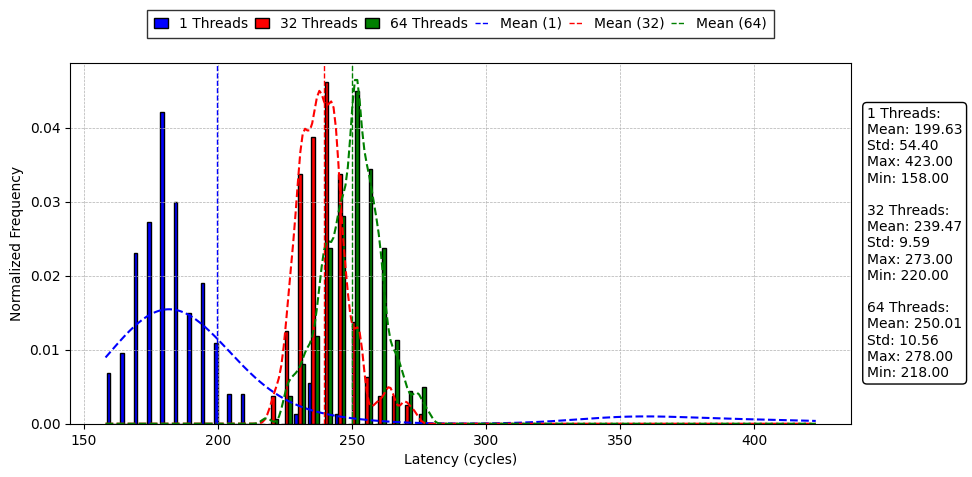 1 Threads 32 Threads 64 Threads Mean (1) Mean (32) Mean (64)
Normalized Frequency
0.04
0.03
0.02
0.01
0.00
150 200 250 300 350 400
Latency (cycles)
1 Threads:
Mean: 199.63
Std: 54.40
Max: 423.00
Min: 158.00
32 Threads:
Mean: 239.47
Std: 9.59
Max: 273.00
Min: 220.00
64 Threads:
Mean: 250.01
Std: 10.56
Max: 278.00
Min: 218.00